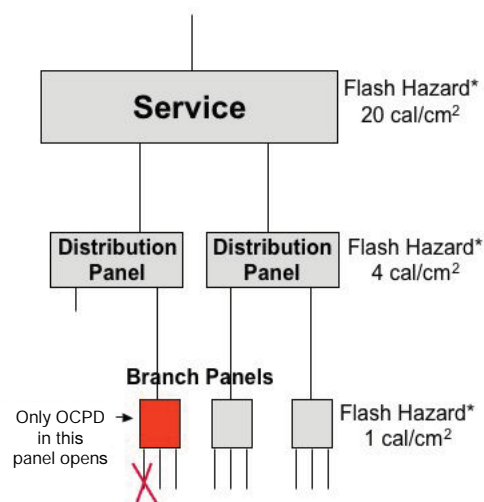 Service
Flash Hazard*
20 cal/cm²
Distribution
Panel
Distribution
Panel
Flash Hazard*
4 cal/cm²
Branch Panels
Only OCPD
in this
panel opens
Flash Hazard*
1 cal/cm²